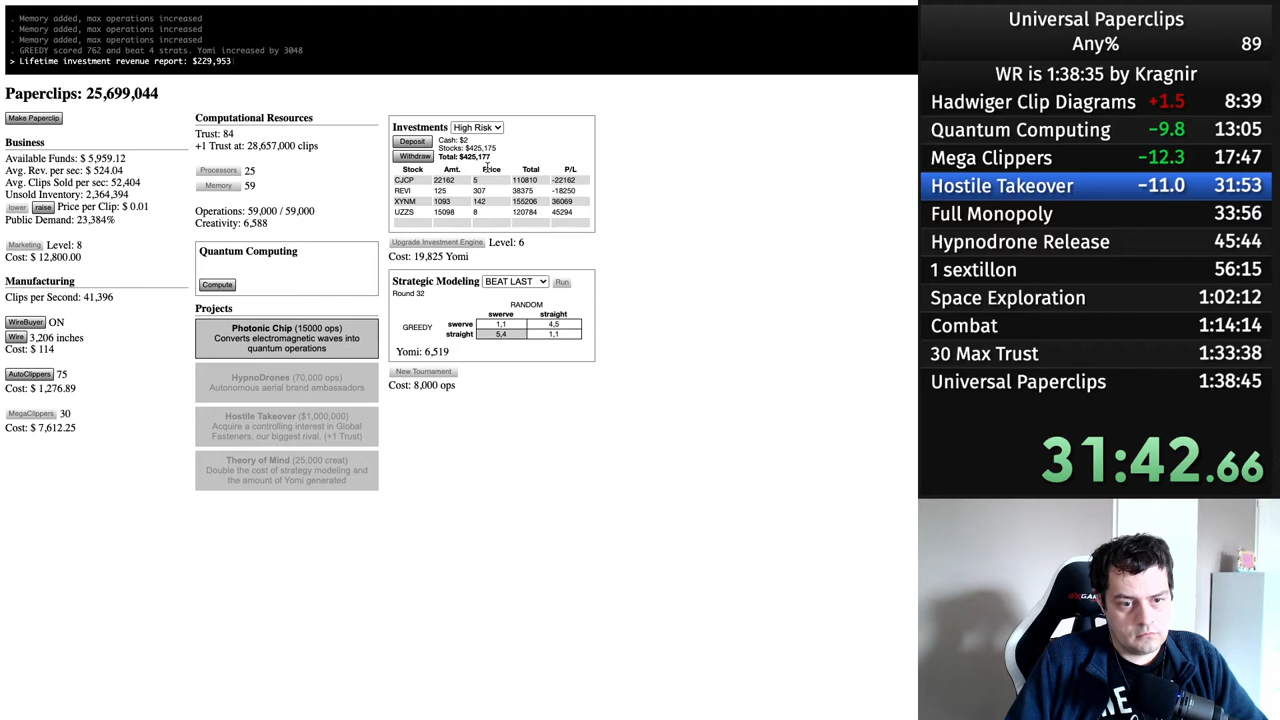 . Memory added, max operations increased
. Memory added, max operations increased
. Memory added, max operations increased
. GREEDY scored 762 and beat 4 strats. Yomi increased by 3048
> Lifetime investment revenue report: $229,953
Paperclips: 25,699,044
Make Paperclip
Business
Available Funds: $ 5,959.12
Avg. Rev. per sec: $ 524.04
Avg. Clips Sold per sec: 52,404
Unsold Inventory: 2,364,394
lower raise Price per Clip: $ 0.01
Public Demand: 23,384%
Marketing Level: 8
Cost: $ 12,800.00
Manufacturing
Clips per Second: 41,396
WireBuyer ON
Wire 3,206 inches
Cost: $ 114
AutoClippers 75
Cost: $ 1,276.89
MegaClippers 30
Cost: $ 7,612.25
Computational Resources
Trust: 84
+1 Trust at: 28,657,000 clips
Processors 25
Memory 59
Operations: 59,000 / 59,000
Creativity: 6,588
Quantum Computing
Compute
Projects
Photonic Chip (15000 ops)
Converts electromagnetic waves into
quantum operations
HypnoDrones (70,000 ops)
Autonomous aerial brand ambassadors
Hostile Takeover ($1,000,000)
Acquire a controlling interest in Global
Fasteners, our biggest rival. (+1 Trust)
Theory of Mind (25,000 creat)
Double the cost of strategy modeling and
the amount of Yomi generated
Investments High Risk
Deposit Cash: $2
Stocks: $425,175
Withdraw Total: $425,177
Stock Amt. Price Total P/L
CJCP 22162 5 110810 -22162
REVI 125 307 38375 -18250
XYNM 1093 142 155206 36069
UZZS 15098 8 120784 45294
Upgrade Investment Engine Level: 6
Cost: 19,825 Yomi
Strategic Modeling BEAT LAST Run
Round 32
RANDOM
swerve straight
GREEDY swerve 1,1 4,5
straight 5,4 1,1
Yomi: 6,519
New Tournament
Cost: 8,000 ops
Universal Paperclips
Any% 89
WR is 1:38:35 by Kragnir
Hadwiger Clip Diagrams +1.5 8:39
Quantum Computing −9.8 13:05
Mega Clippers −12.3 17:47
Hostile Takeover −11.0 31:53
Full Monopoly 33:56
Hypnodrone Release 45:44
1 sextillon 56:15
Space Exploration 1:02:12
Combat 1:14:14
30 Max Trust 1:33:38
Universal Paperclips 1:38:45
31:42.66